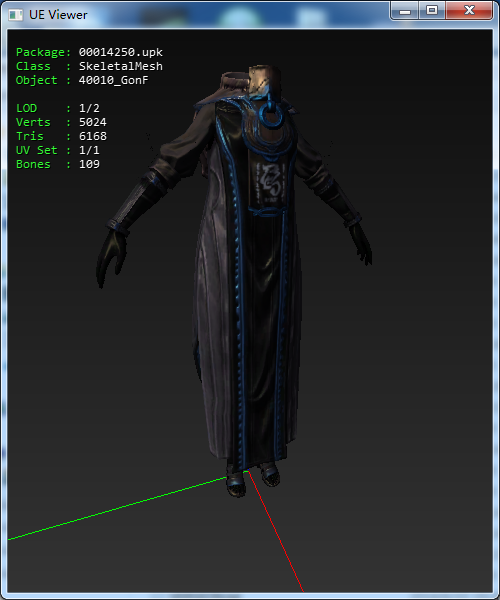 UE Viewer
Package: 00014250.upk
Class : SkeletalMesh
Object : 40010_GonF
LOD : 1/2
Verts : 5024
Tris : 6168
UV Set : 1/1
Bones : 109